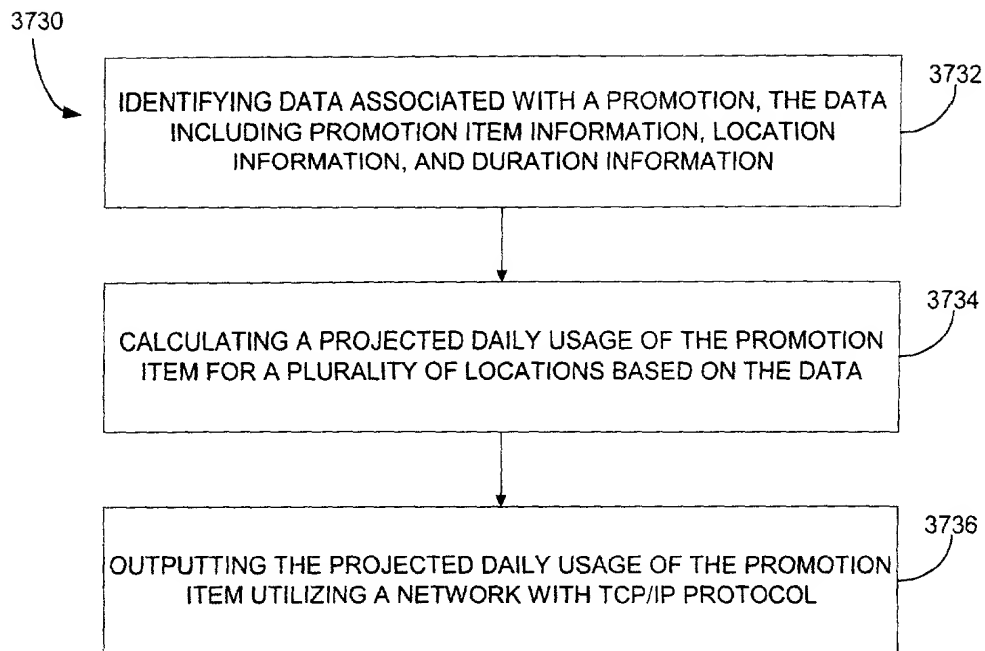 3730
3732
IDENTIFYING DATA ASSOCIATED WITH A PROMOTION, THE DATA
INCLUDING PROMOTION ITEM INFORMATION, LOCATION
INFORMATION, AND DURATION INFORMATION
3734
CALCULATING A PROJECTED DAILY USAGE OF THE PROMOTION
ITEM FOR A PLURALITY OF LOCATIONS BASED ON THE DATA
3736
OUTPUTTING THE PROJECTED DAILY USAGE OF THE PROMOTION
ITEM UTILIZING A NETWORK WITH TCP/IP PROTOCOL